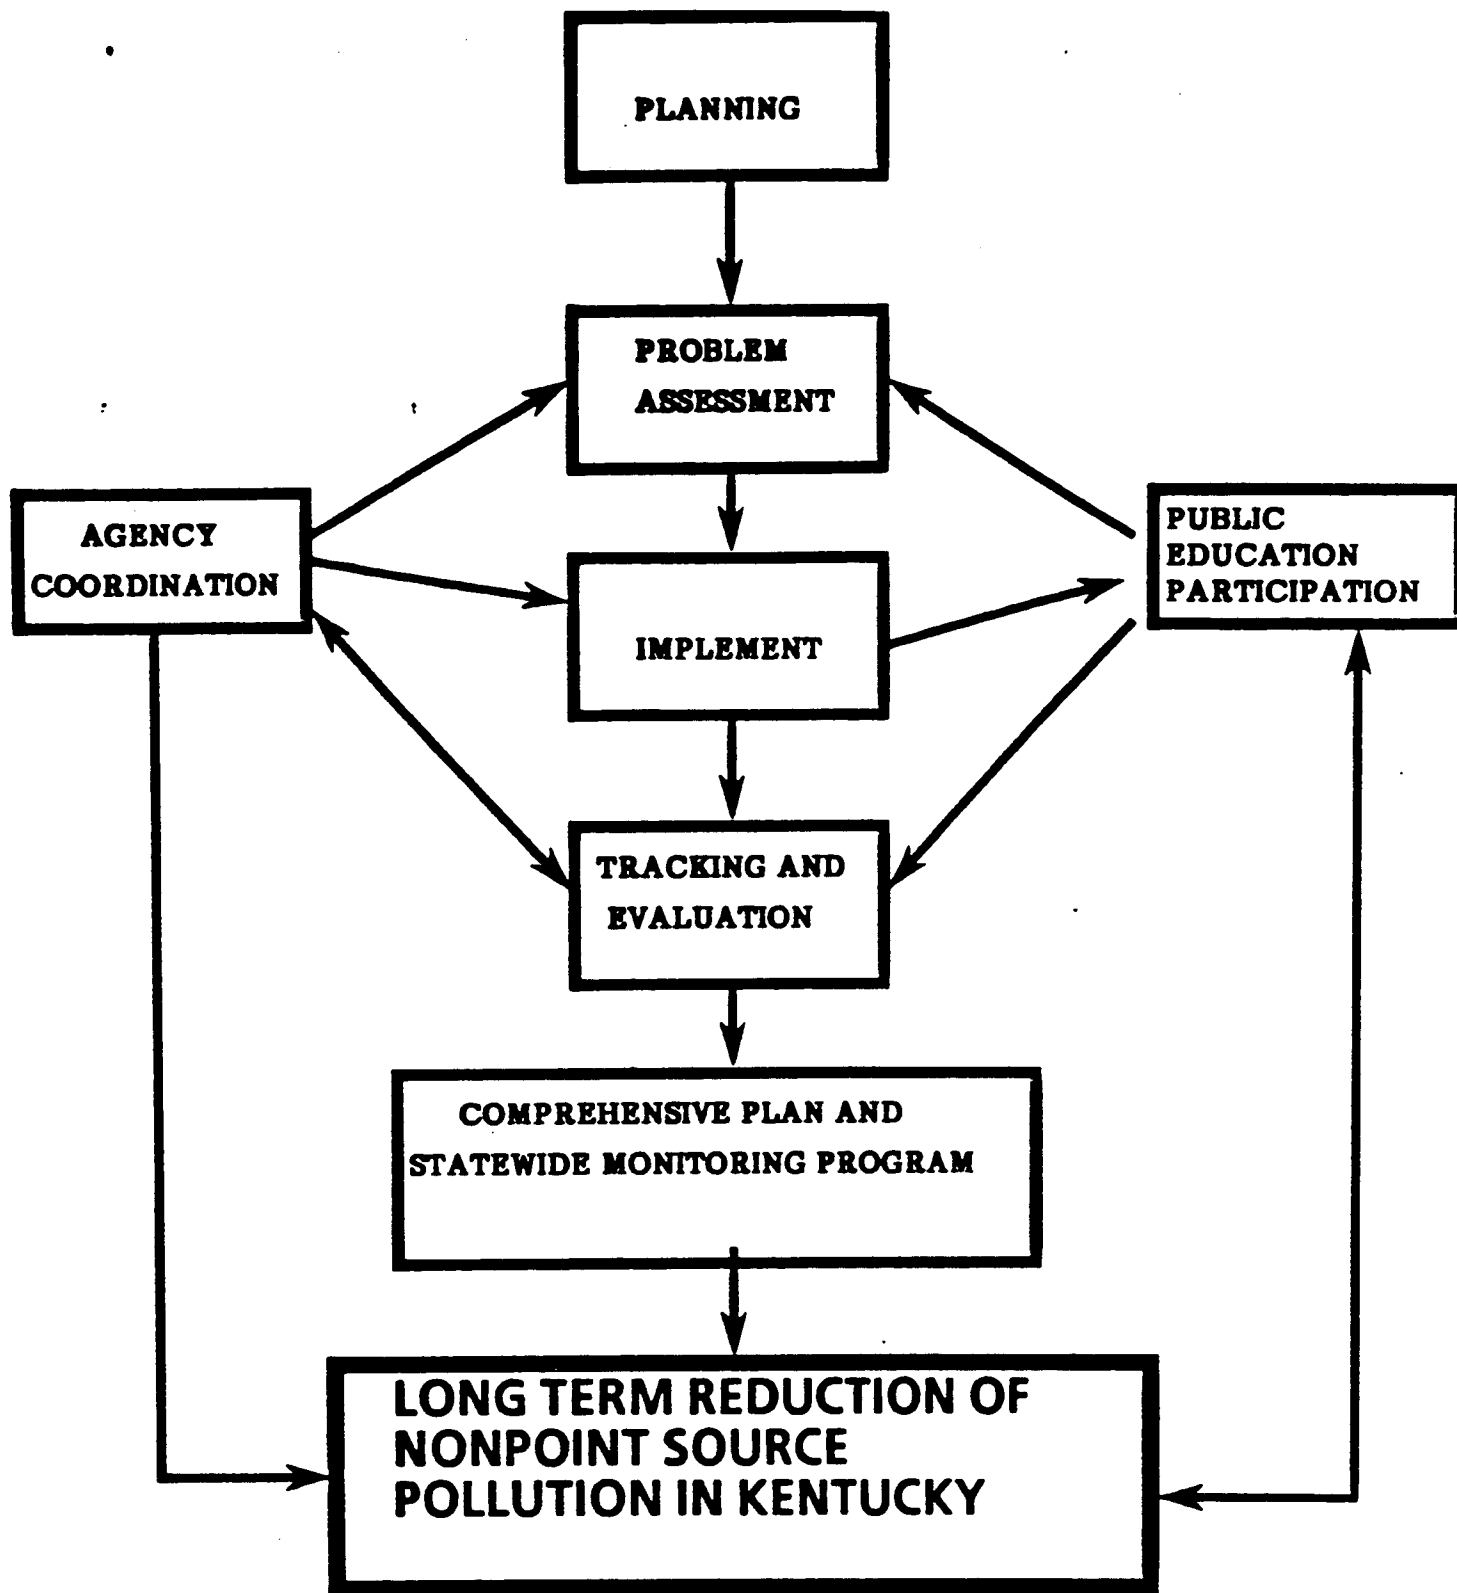 PLANNING
PROBLEM
ASSESSMENT
AGENCY
COORDINATION
PUBLIC
EDUCATION
PARTICIPATION
IMPLEMENT
TRACKING AND
EVALUATION
COMPREHENSIVE PLAN AND
STATEWIDE MONITORING PROGRAM
LONG TERM REDUCTION OF
NONPOINT SOURCE
POLLUTION IN KENTUCKY